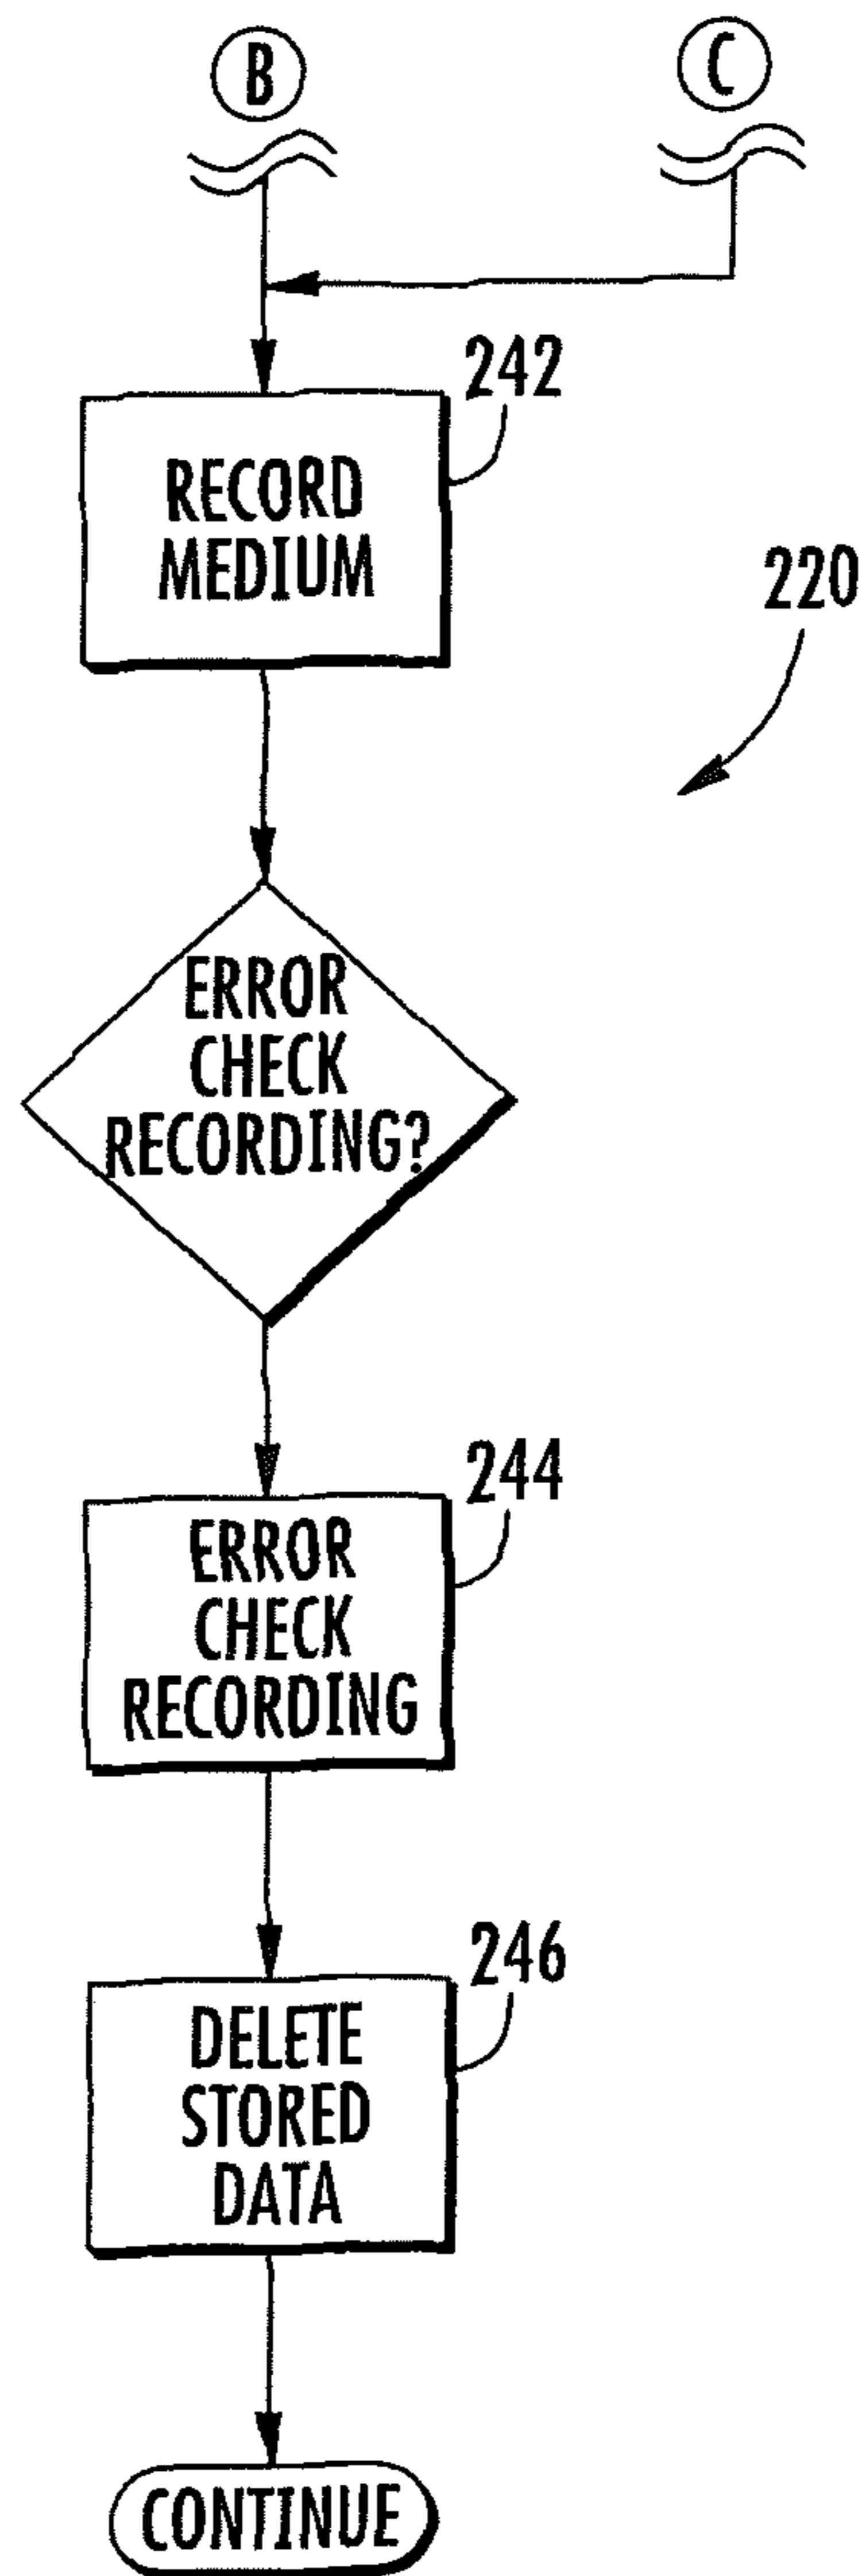 B
C
242
RECORD
MEDIUM
220
ERROR
CHECK
RECORDING?
244
ERROR
CHECK
RECORDING
246
DELETE
STORED
DATA
CONTINUE